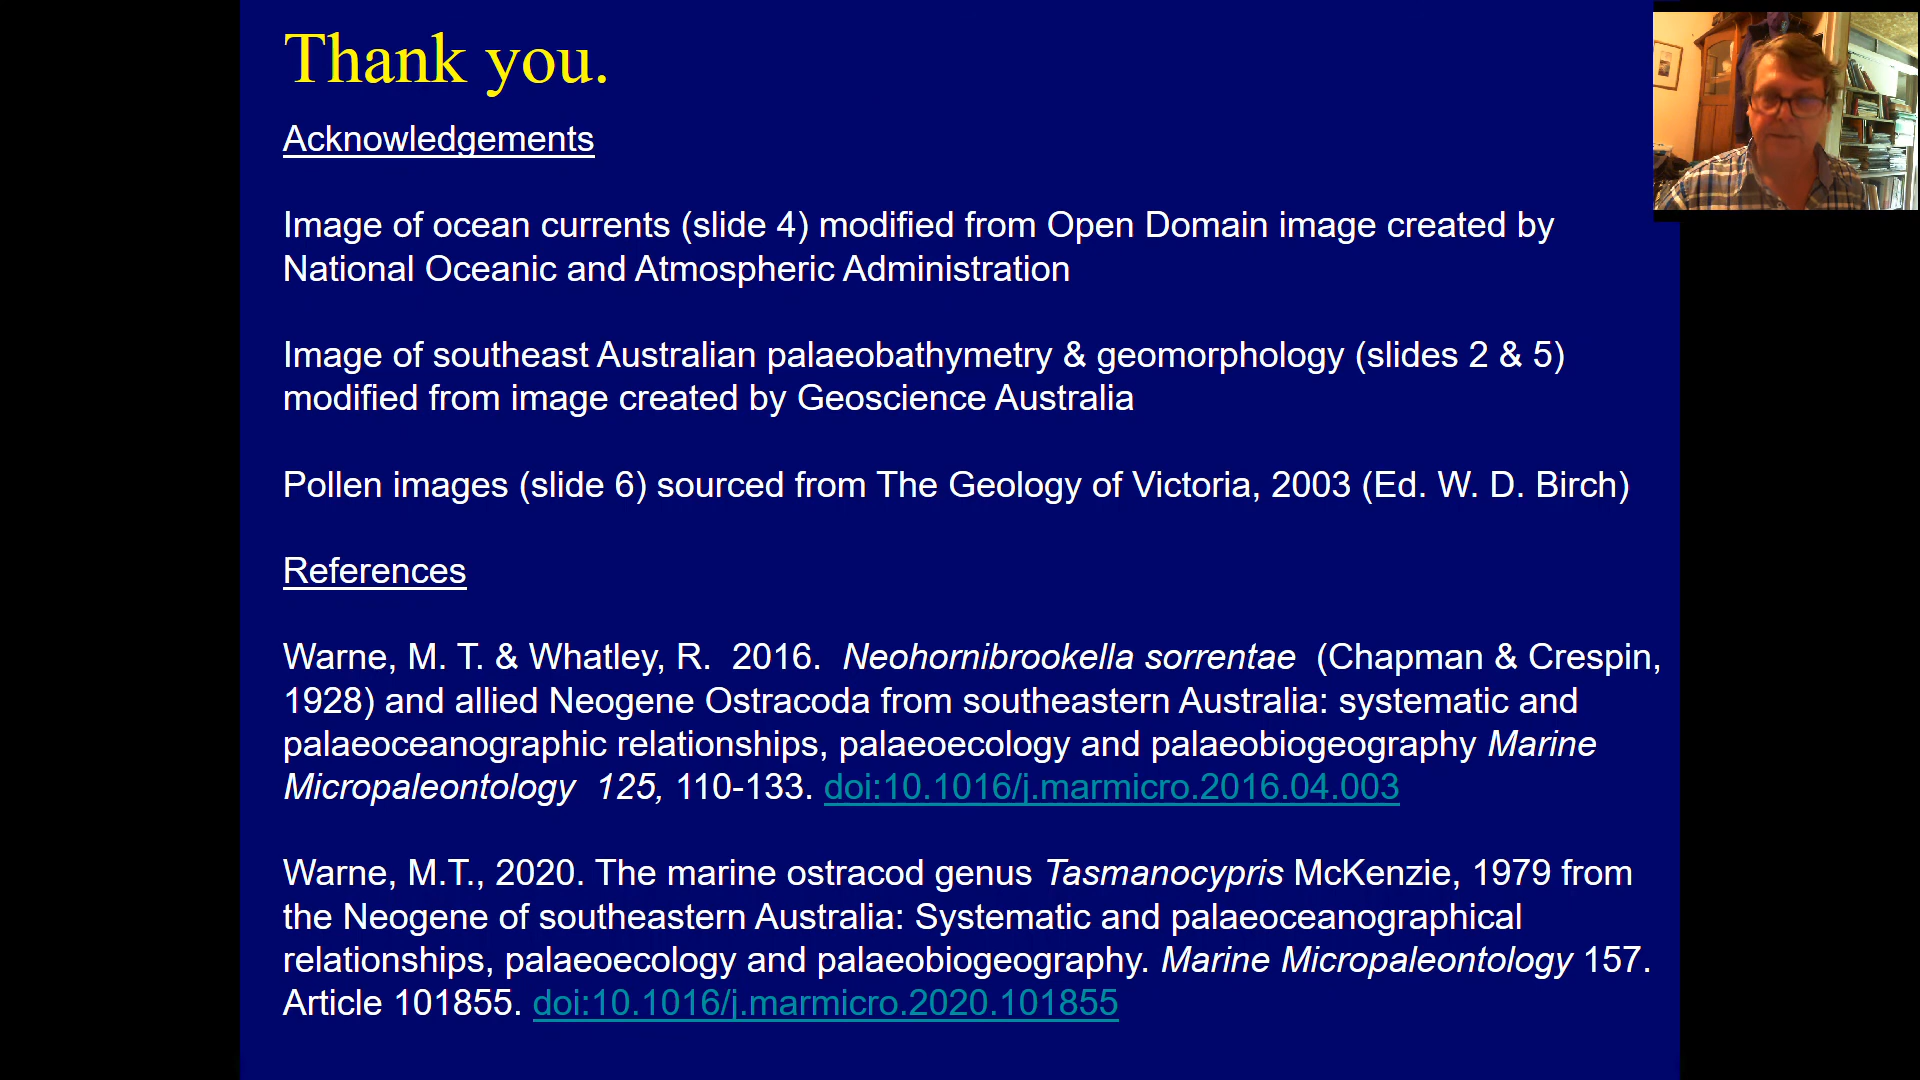 Thank you.
Acknowledgements
Image of ocean currents (slide 4) modified from Open Domain image created by
National Oceanic and Atmospheric Administration
Image of southeast Australian palaeobathymetry & geomorphology (slides 2 & 5)
modified from image created by Geoscience Australia
Pollen images (slide 6) sourced from The Geology of Victoria, 2003 (Ed. W. D. Birch)
References
Warne, M. T. & Whatley, R.  2016.  Neohornibrookella sorrentae  (Chapman & Crespin,
1928) and allied Neogene Ostracoda from southeastern Australia: systematic and
palaeoceanographic relationships, palaeoecology and palaeobiogeography Marine
Micropaleontology  125, 110-133. doi:10.1016/j.marmicro.2016.04.003
Warne, M.T., 2020. The marine ostracod genus Tasmanocypris McKenzie, 1979 from
the Neogene of southeastern Australia: Systematic and palaeoceanographical
relationships, palaeoecology and palaeobiogeography. Marine Micropaleontology 157.
Article 101855. doi:10.1016/j.marmicro.2020.101855